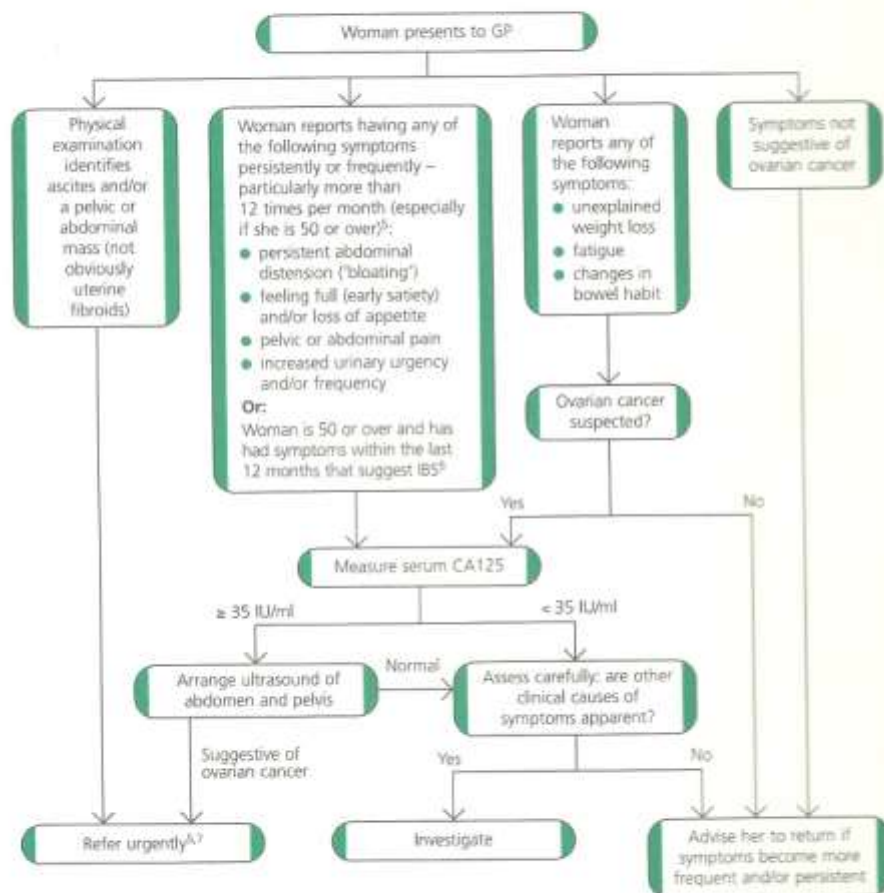 Woman presents to GP
Physical
examination
identifies
ascites and/or
a pelvic or
abdominal
mass (not
obviously
uterine
fibroids)
Woman reports having any of
the following symptoms
persistently or frequently –
particularly more than
12 times per month (especially
if she is 50 or over)⁵:
● persistent abdominal
distension ("bloating")
● feeling full (early satiety)
and/or loss of appetite
● pelvic or abdominal pain
● increased urinary urgency
and/or frequency
Or:
Woman is 50 or over and has
had symptoms within the last
12 months that suggest IBS⁵
Woman
reports any of
the following
symptoms:
● unexplained
weight loss
● fatigue
● changes in
bowel habit
Symptoms not
suggestive of
ovarian cancer
Ovarian cancer
suspected?
Yes
No
Measure serum CA125
≥ 35 IU/ml
< 35 IU/ml
Arrange ultrasound of
abdomen and pelvis
Normal
Assess carefully: are other
clinical causes of
symptoms apparent?
Suggestive of
ovarian cancer
Yes
No
Refer urgently⁶,⁷
Investigate
Advise her to return if
symptoms become more
frequent and/or persistent